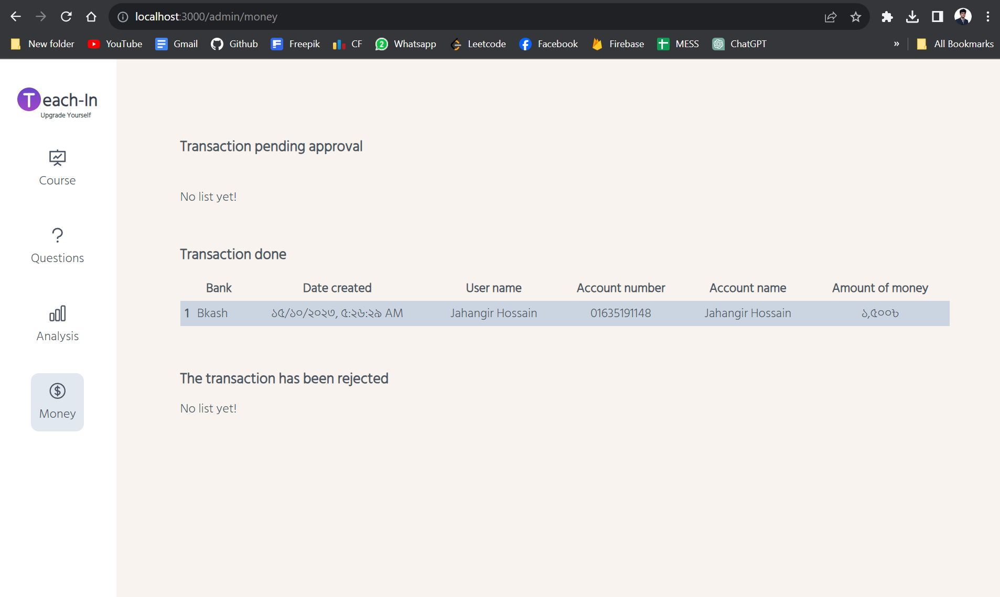 localhost:3000/admin/money
New folder YouTube Gmail Github Freepik CF 2 Whatsapp Leetcode Facebook Firebase MESS ChatGPT » All Bookmarks
Teach-In
Upgrade Yourself
Course
Questions
Analysis
Money
Transaction pending approval
No list yet!
Transaction done
Bank Date created User name Account number Account name Amount of money
1 Bkash ১৫/১০/২০২৩, ৫:২৬:২৯ AM Jahangir Hossain 01635191148 Jahangir Hossain ১,৫০০৳
The transaction has been rejected
No list yet!